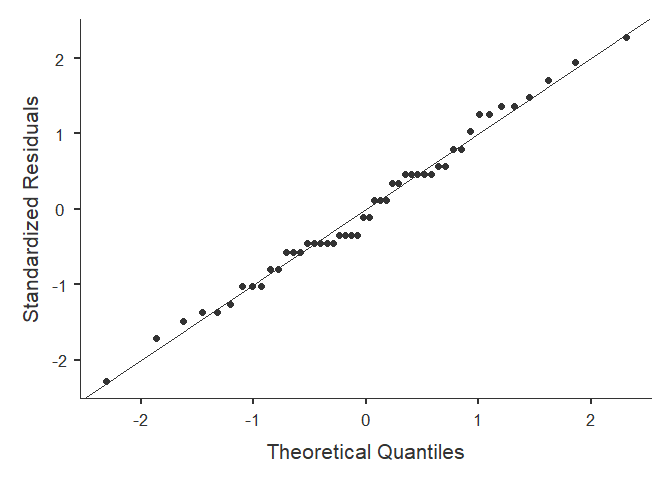 2
1
0
-1
-2
Standardized Residuals
-2 -1 0 1 2
Theoretical Quantiles